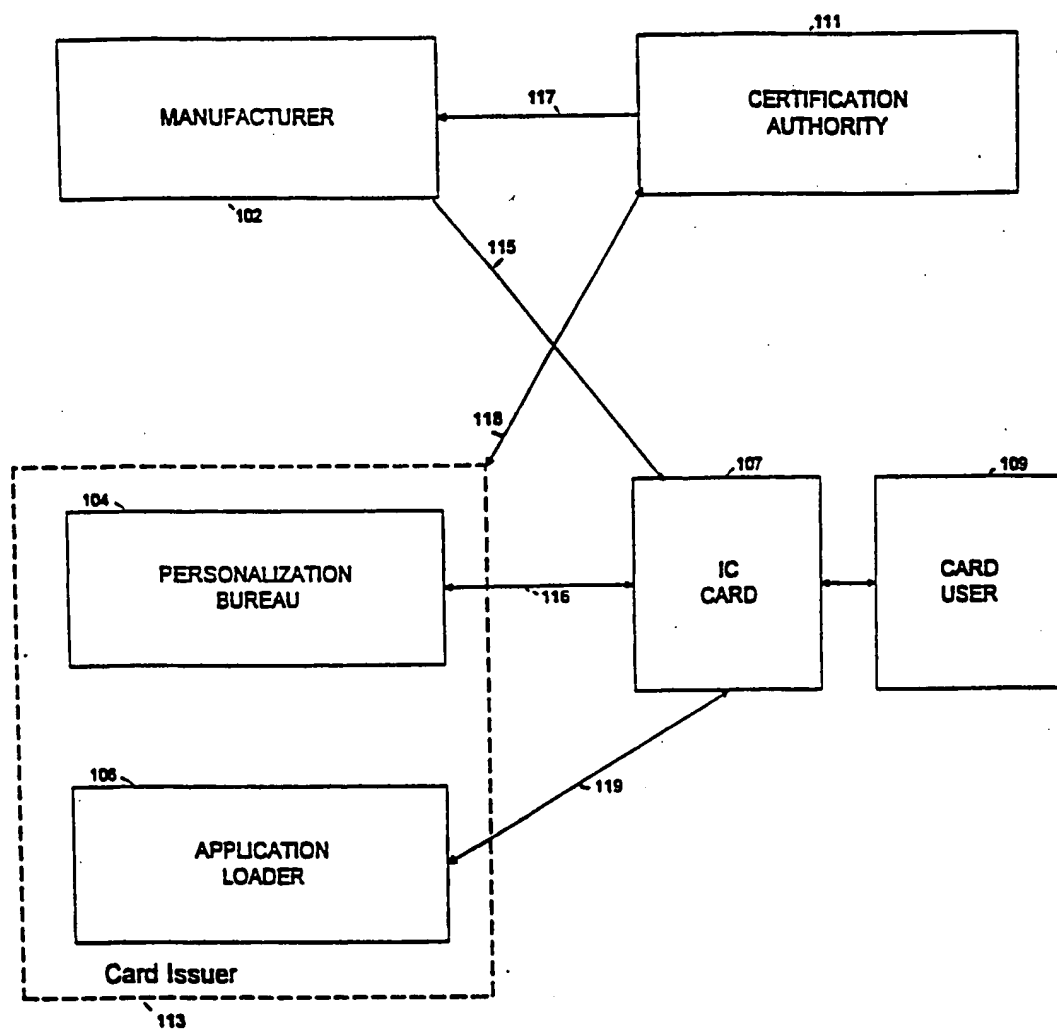 111
MANUFACTURER
117
CERTIFICATION
AUTHORITY
102
115
118
107
109
104
PERSONALIZATION
BUREAU
116
IC
CARD
CARD
USER
106
119
APPLICATION
LOADER
Card Issuer
113